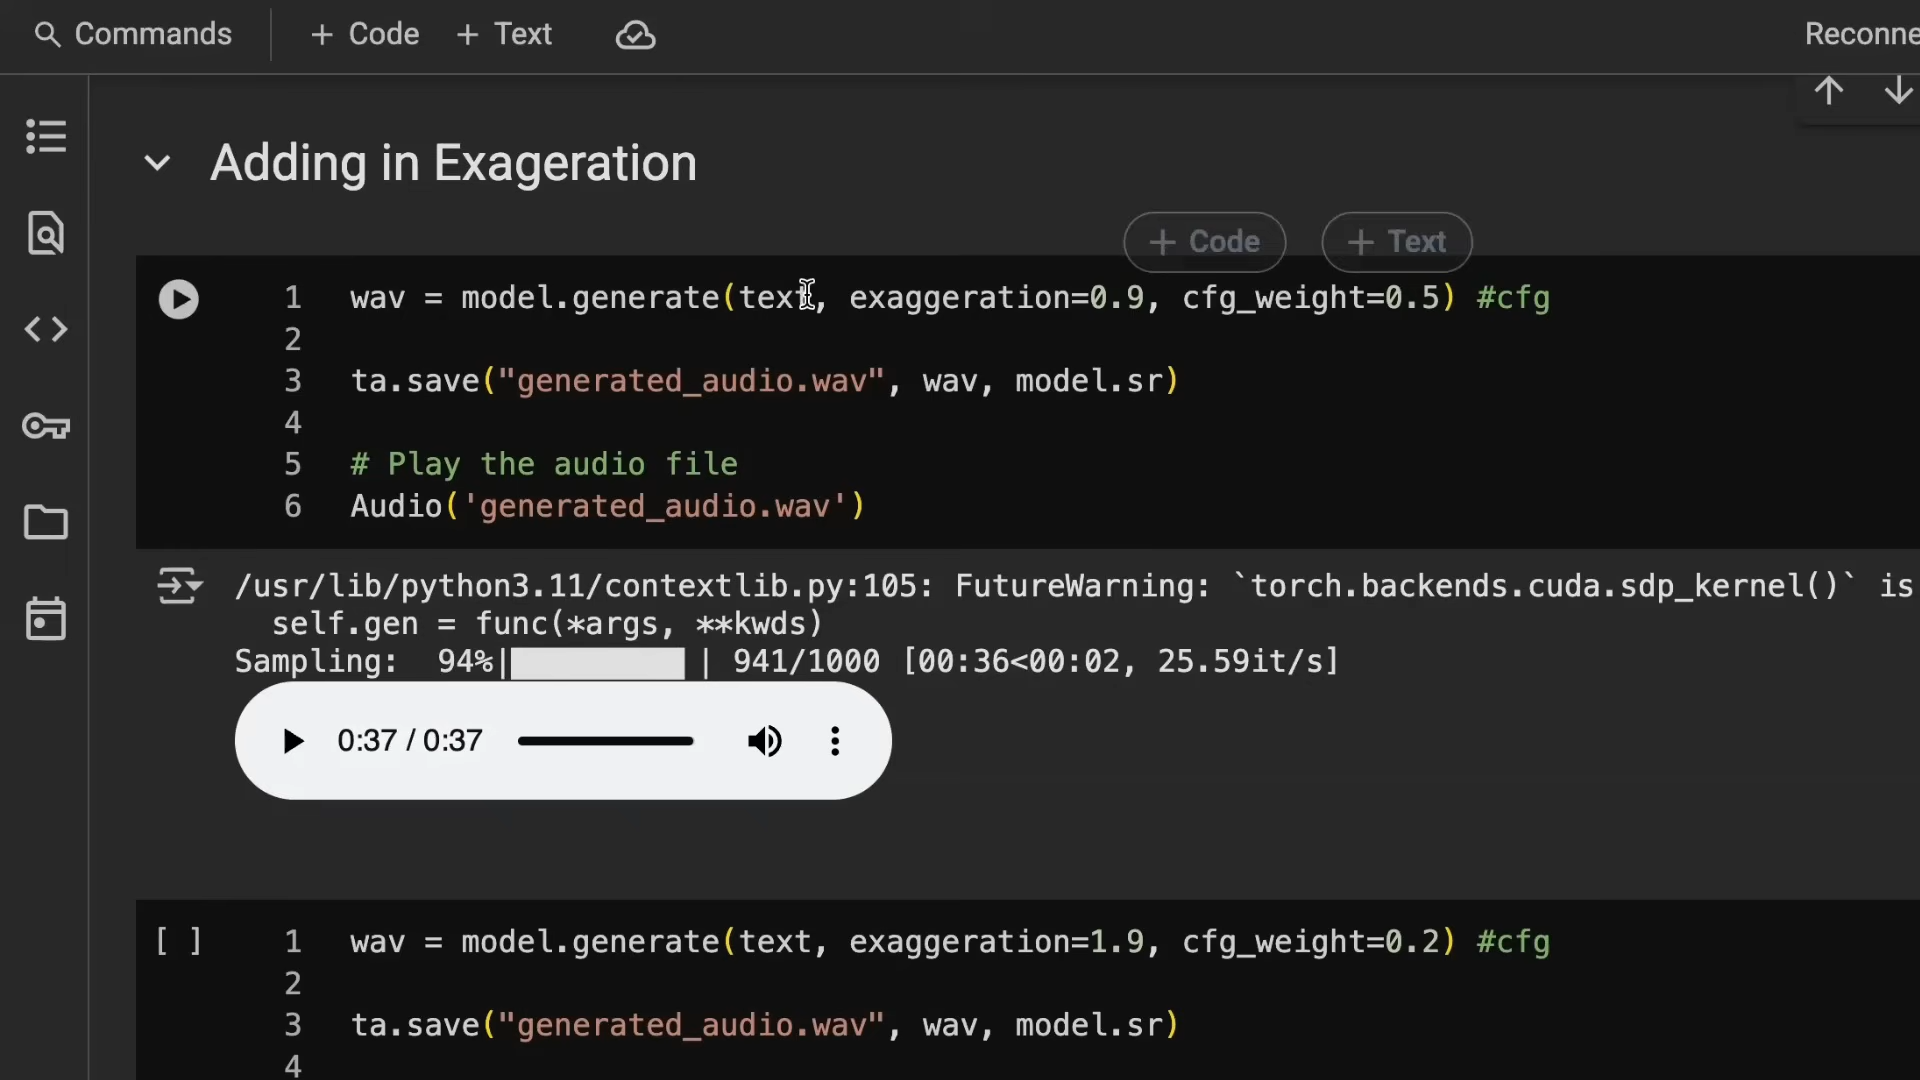 Commands
+ Code
+ Text
Reconne
Adding in Exageration
+ Code
+ Text
1 wav = model.generate(text, exaggeration=0.9, cfg_weight=0.5) #cfg
2
3 ta.save("generated_audio.wav", wav, model.sr)
4
5 # Play the audio file
6 Audio('generated_audio.wav')
/usr/lib/python3.11/contextlib.py:105: FutureWarning: `torch.backends.cuda.sdp_kernel()` is
self.gen = func(*args, **kwds)
Sampling: 94%| | 941/1000 [00:36<00:02, 25.59it/s]
0:37 / 0:37
[ ] 1 wav = model.generate(text, exaggeration=1.9, cfg_weight=0.2) #cfg
2
3 ta.save("generated_audio.wav", wav, model.sr)
4